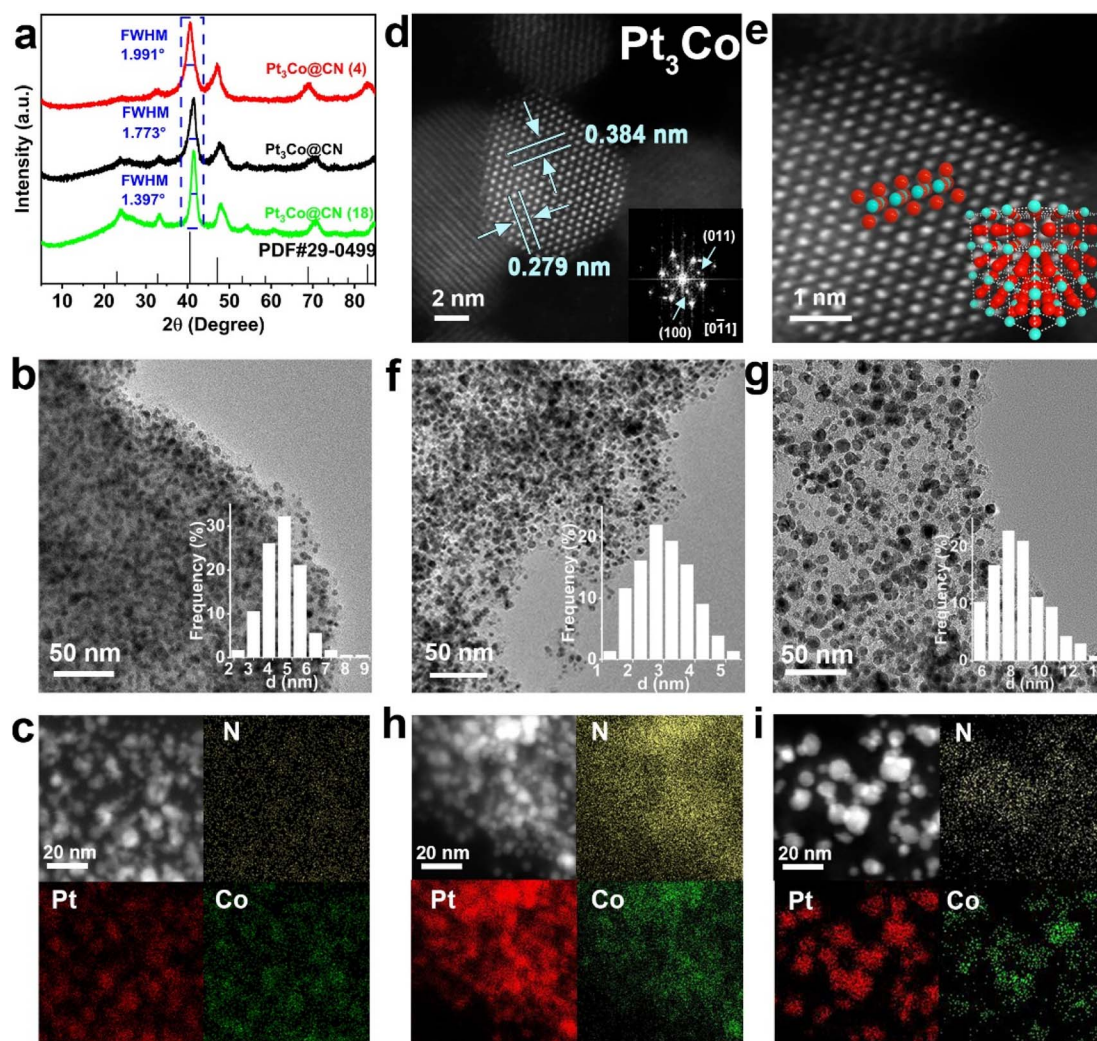 a
FWHM
1.991°
Pt₃Co@CN (4)
FWHM
1.773°
Pt₃Co@CN
FWHM
1.397°
Pt₃Co@CN (18)
PDF#29-0499
Intensity (a.u.)
10 20 30 40 50 60 70 80
2θ (Degree)
d
Pt₃Co
0.384 nm
0.279 nm
2 nm
(011)
(100)
[01̄1]
e
1 nm
b
50 nm
Frequency (%)
30
20
10
0
2 3 4 5 6 7 8 9
d (nm)
f
50 nm
Frequency (%)
20
10
0
1 2 3 4 5
d (nm)
g
50 nm
Frequency (%)
20
10
0
6 8 10 12
d (nm)
c
N
20 nm
Pt
Co
h
N
20 nm
Pt
Co
i
N
20 nm
Pt
Co